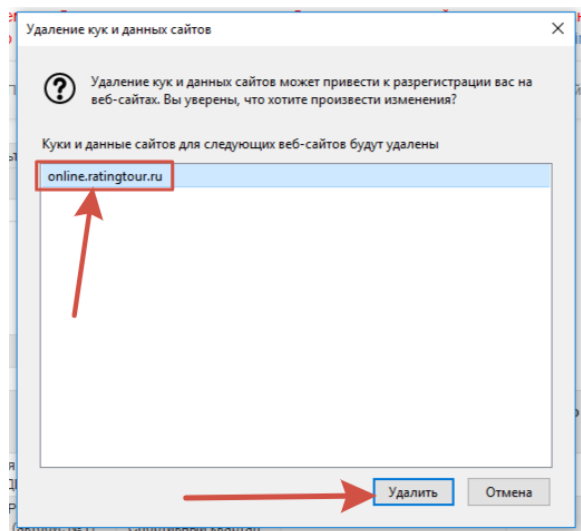 Удаление кук и данных сайтов
Удаление кук и данных сайтов может привести к разрегистрации вас на
веб-сайтах. Вы уверены, что хотите произвести изменения?
Куки и данные сайтов для следующих веб-сайтов будут удалены
online.ratingtour.ru
Удалить
Отмена